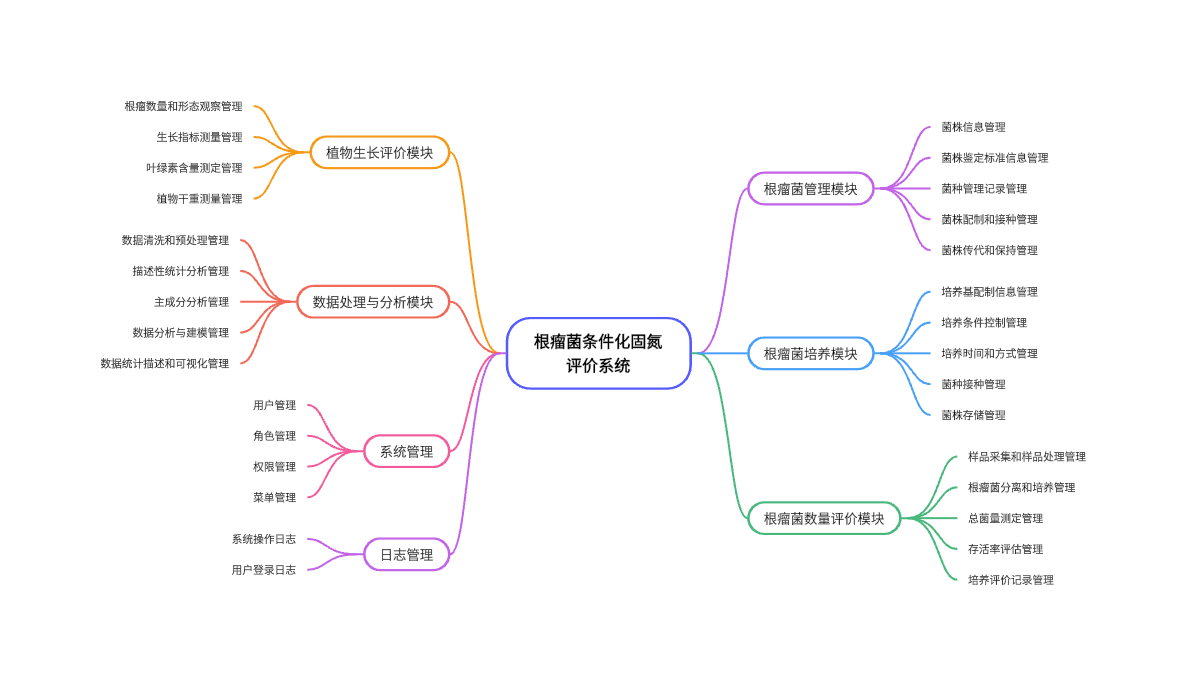 根瘤菌条件化固氮
评价系统
根瘤菌管理模块
菌株信息管理
菌株鉴定标准信息管理
菌种管理记录管理
菌株配制和接种管理
菌株传代和保持管理
根瘤菌培养模块
培养基配制信息管理
培养条件控制管理
培养时间和方式管理
菌种接种管理
菌株存储管理
根瘤菌数量评价模块
样品采集和样品处理管理
根瘤菌分离和培养管理
总菌量测定管理
存活率评估管理
培养评价记录管理
植物生长评价模块
根瘤数量和形态观察管理
生长指标测量管理
叶绿素含量测定管理
植物干重测量管理
数据处理与分析模块
数据清洗和预处理管理
描述性统计分析管理
主成分分析管理
数据分析与建模管理
数据统计描述和可视化管理
系统管理
用户管理
角色管理
权限管理
菜单管理
日志管理
系统操作日志
用户登录日志